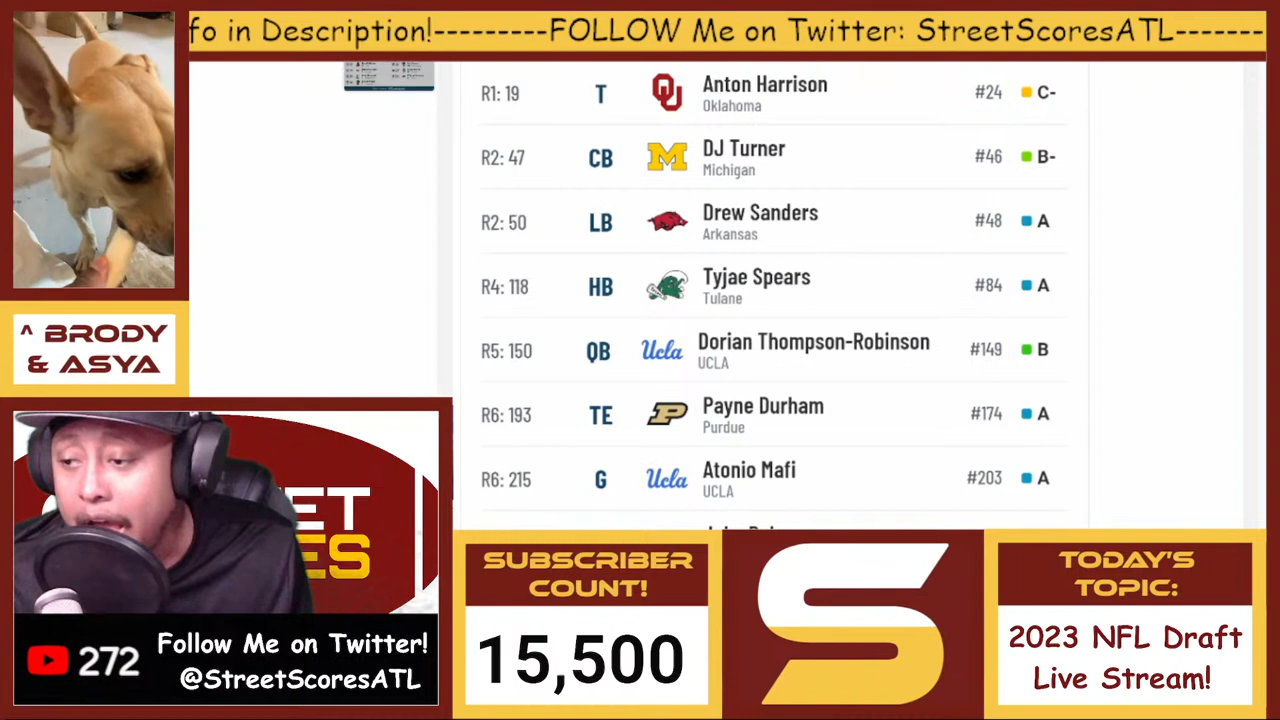 fo in Description!---------FOLLOW Me on Twitter: StreetScoresATL-------
R1: 19 T OU Anton Harrison #24 C-
Oklahoma
R2: 47 CB M DJ Turner #46 B-
Michigan
R2: 50 LB Drew Sanders #48 A
Arkansas
R4: 118 HB Tyjae Spears #84 A
Tulane
R5: 150 QB Ucla Dorian Thompson-Robinson #149 B
UCLA
R6: 193 TE P Payne Durham #174 A
Purdue
R6: 215 G Ucla Atonio Mafi #203 A
UCLA
^ BRODY
& ASYA
ET
ES
272
Follow Me on Twitter!
@StreetScoresATL
SUBSCRIBER
COUNT!
15,500
S
TODAY'S
TOPIC:
2023 NFL Draft
Live Stream!